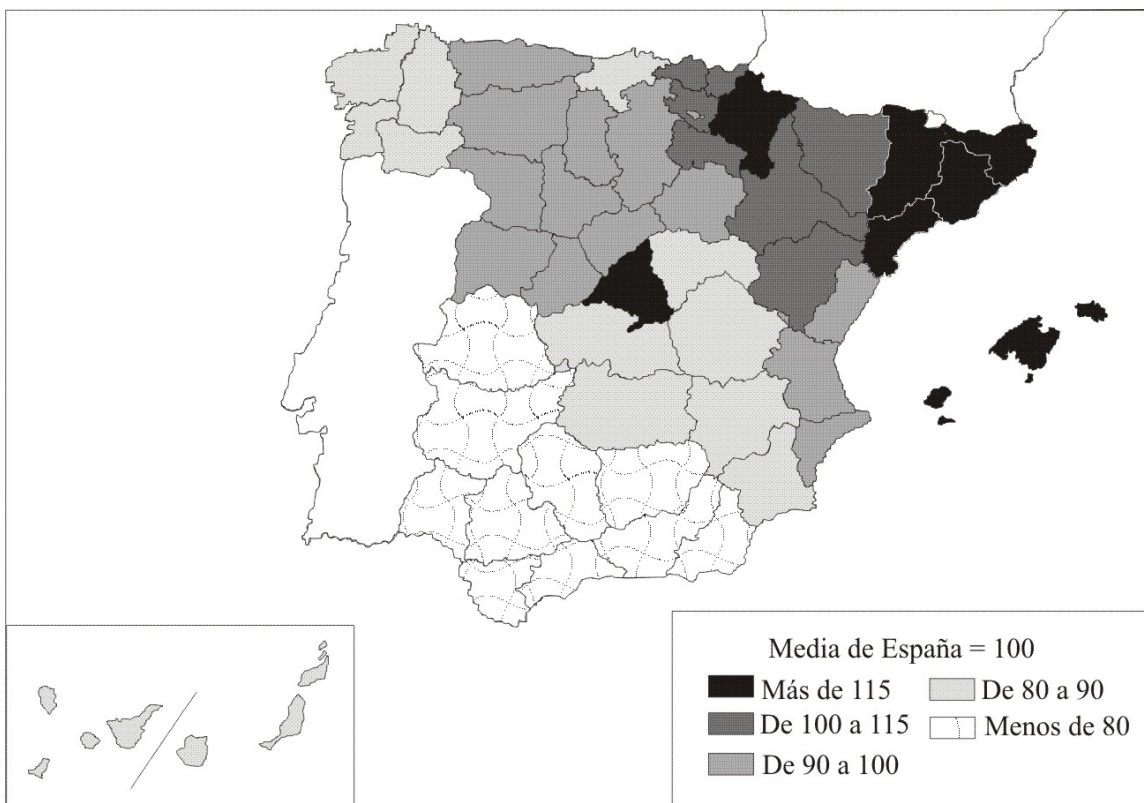 Media de España = 100
Más de 115
De 80 a 90
De 100 a 115
Menos de 80
De 90 a 100